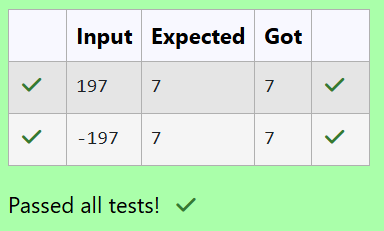 Input Expected Got
197 7 7
-197 7 7
Passed all tests!